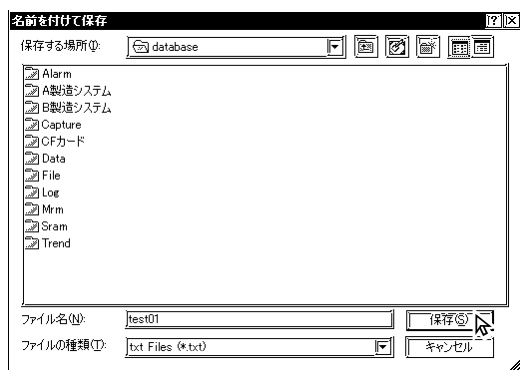 名前を付けて保存
保存する場所(I):
database
Alarm
A製造システム
B製造システム
Capture
CFカード
Data
File
Log
Mrm
Sram
Trend
ファイル名(N):
test01
保存(S)
ファイルの種類(T):
txt Files (*.txt)
キャンセル